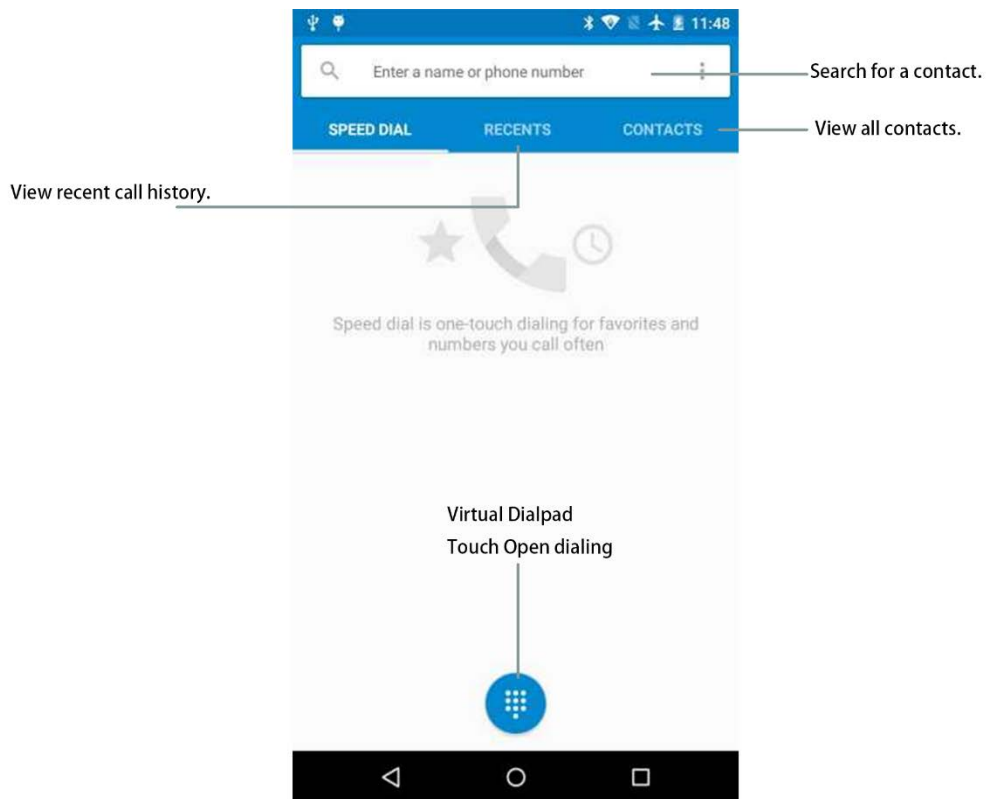 11:48
Enter a name or phone number
Search for a contact.
SPEED DIAL
RECENTS
CONTACTS
View all contacts.
View recent call history.
Speed dial is one-touch dialing for favorites and
numbers you call often
Virtual Dialpad
Touch Open dialing